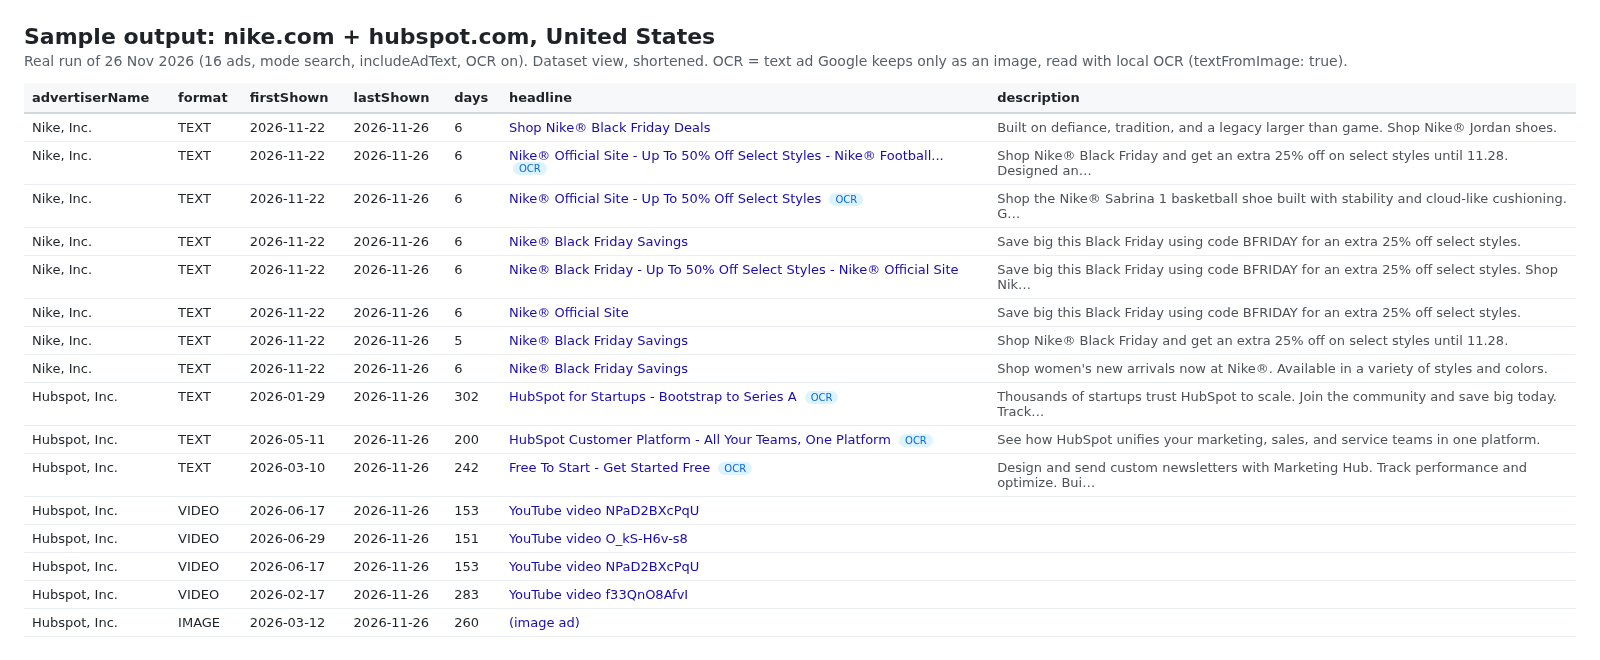 Sample output: nike.com + hubspot.com, United States
Real run of 26 Nov 2026 (16 ads, mode search, includeAdText, OCR on). Dataset view, shortened. OCR = text ad Google keeps only as an image, read with local OCR (textFromImage: true).
advertiserName format firstShown lastShown days headline description
Nike, Inc. TEXT 2026-11-22 2026-11-26 6 Shop Nike® Black Friday Deals Built on defiance, tradition, and a legacy larger than game. Shop Nike® Jordan shoes.
Nike, Inc. TEXT 2026-11-22 2026-11-26 6 Nike® Official Site - Up To 50% Off Select Styles - Nike® Football... Shop Nike® Black Friday and get an extra 25% off on select styles until 11.28.
OCR Designed an...
Nike, Inc. TEXT 2026-11-22 2026-11-26 6 Nike® Official Site - Up To 50% Off Select Styles OCR Shop the Nike® Sabrina 1 basketball shoe built with stability and cloud-like cushioning.
G...
Nike, Inc. TEXT 2026-11-22 2026-11-26 6 Nike® Black Friday Savings Save big this Black Friday using code BFRIDAY for an extra 25% off select styles.
Nike, Inc. TEXT 2026-11-22 2026-11-26 6 Nike® Black Friday - Up To 50% Off Select Styles - Nike® Official Site Save big this Black Friday using code BFRIDAY for an extra 25% off select styles. Shop
Nik...
Nike, Inc. TEXT 2026-11-22 2026-11-26 6 Nike® Official Site Save big this Black Friday using code BFRIDAY for an extra 25% off select styles.
Nike, Inc. TEXT 2026-11-22 2026-11-26 5 Nike® Black Friday Savings Shop Nike® Black Friday and get an extra 25% off on select styles until 11.28.
Nike, Inc. TEXT 2026-11-22 2026-11-26 6 Nike® Black Friday Savings Shop women's new arrivals now at Nike®. Available in a variety of styles and colors.
Hubspot, Inc. TEXT 2026-01-29 2026-11-26 302 HubSpot for Startups - Bootstrap to Series A OCR Thousands of startups trust HubSpot to scale. Join the community and save big today.
Track...
Hubspot, Inc. TEXT 2026-05-11 2026-11-26 200 HubSpot Customer Platform - All Your Teams, One Platform OCR See how HubSpot unifies your marketing, sales, and service teams in one platform.
Hubspot, Inc. TEXT 2026-03-10 2026-11-26 242 Free To Start - Get Started Free OCR Design and send custom newsletters with Marketing Hub. Track performance and
optimize. Bui...
Hubspot, Inc. VIDEO 2026-06-17 2026-11-26 153 YouTube video NPaD2BXcPqU
Hubspot, Inc. VIDEO 2026-06-29 2026-11-26 151 YouTube video O_kS-H6v-s8
Hubspot, Inc. VIDEO 2026-06-17 2026-11-26 153 YouTube video NPaD2BXcPqU
Hubspot, Inc. VIDEO 2026-02-17 2026-11-26 283 YouTube video f33QnO8AfvI
Hubspot, Inc. IMAGE 2026-03-12 2026-11-26 260 (image ad)